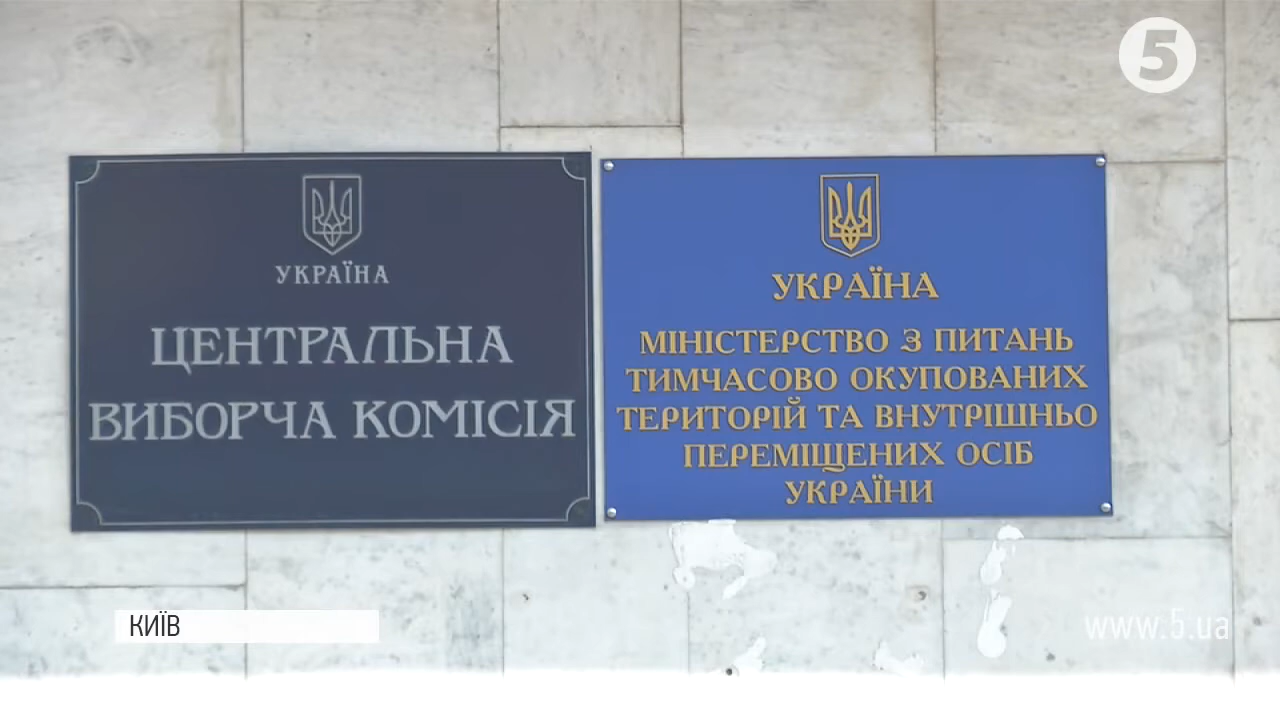 5
УКРАЇНА
ЦЕНТРАЛЬНА
ВИБОРЧА КОМІСІЯ
УКРАЇНА
МІНІСТЕРСТВО З ПИТАНЬ
ТИМЧАСОВО ОКУПОВАНИХ
ТЕРИТОРІЙ ТА ВНУТРІШНЬО
ПЕРЕМІЩЕНИХ ОСІБ
УКРАЇНИ
КИЇВ
www.5.ua